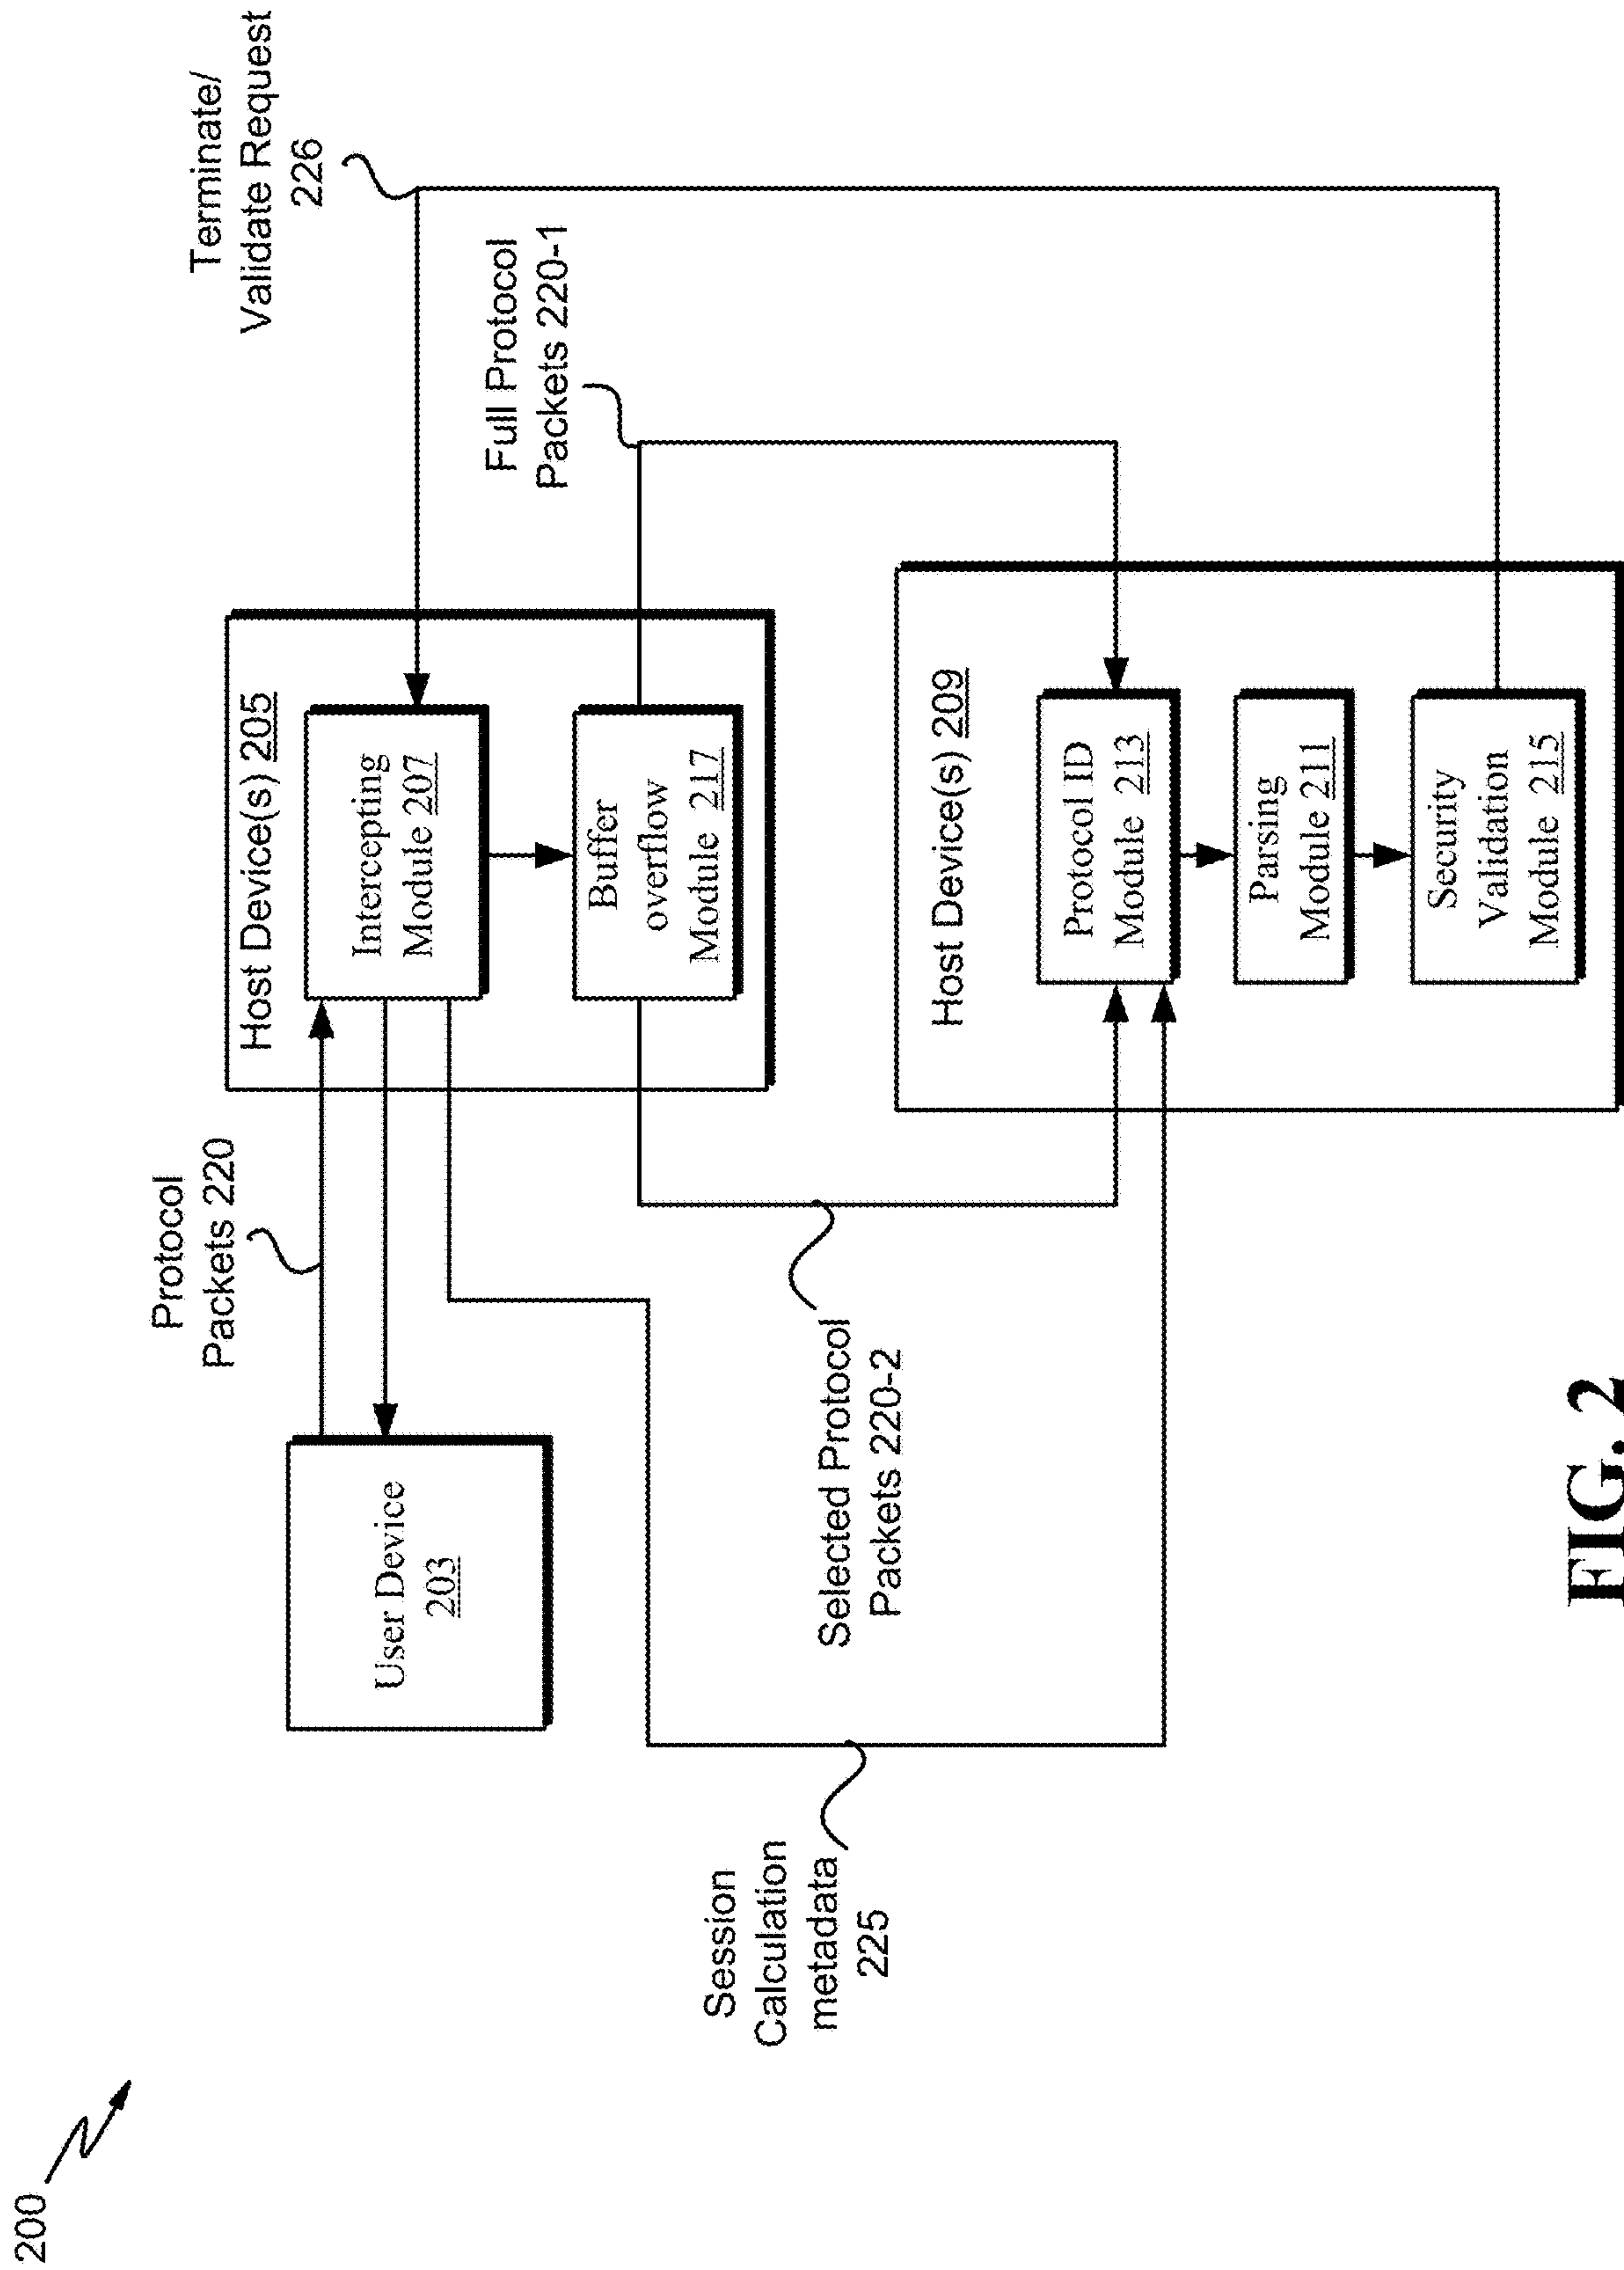 200
Protocol
Packets 220
Terminate/
Validate Request
226
User Device
203
Host Device(s) 205
Intercepting
Module 207
Buffer
overflow
Module 217
Full Protocol
Packets 220-1
Session
Calculation
metadata
225
Selected Protocol
Packets 220-2
Host Device(s) 209
Protocol ID
Module 213
Parsing
Module 211
Security
Validation
Module 215
FIG. 2